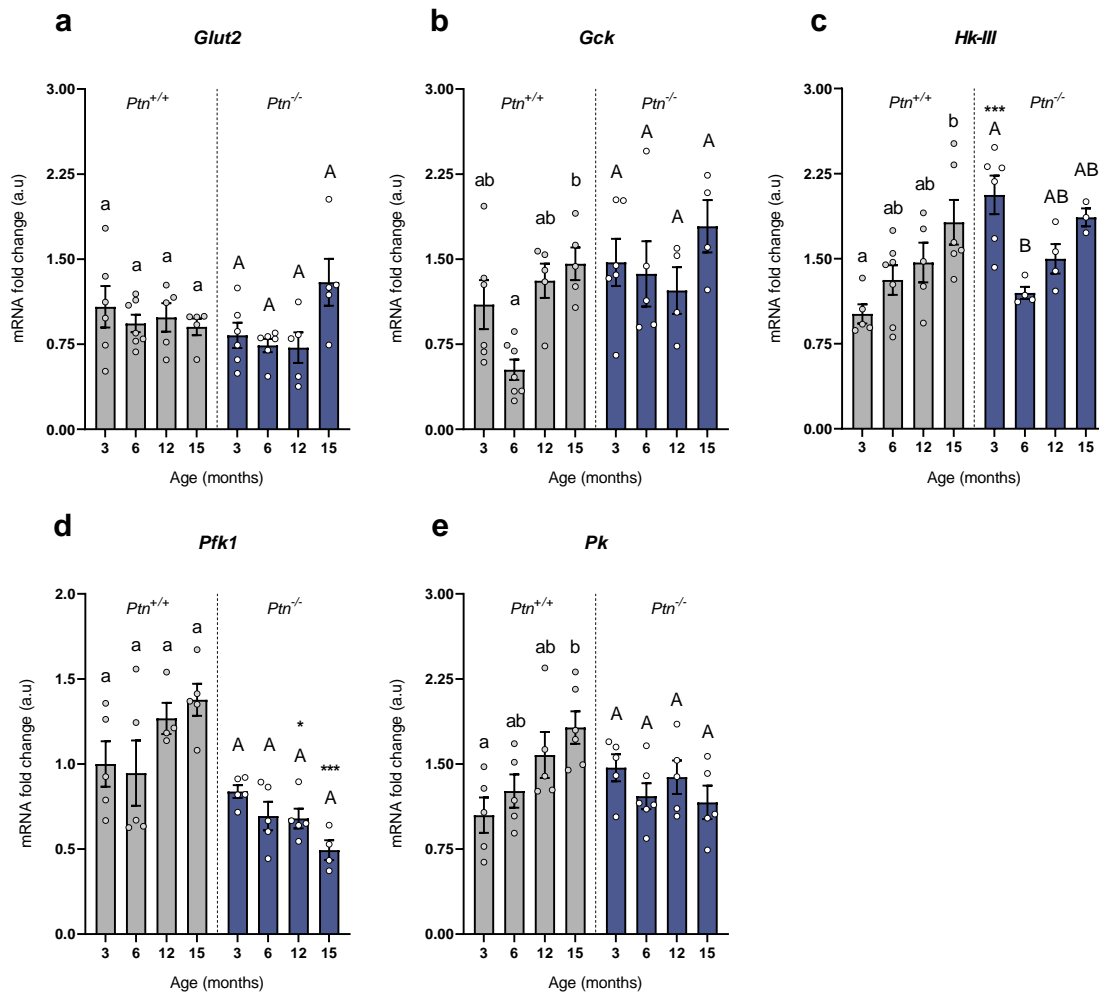 a
Glut2
Ptn+/+
Ptn-/-
3.00
2.25
1.50
0.75
0.00
mRNA fold change (a.u)
a a a a A A A A
3 6 12 15 3 6 12 15
Age (months)
b
Gck
Ptn+/+
Ptn-/-
3.00
2.25
1.50
0.75
0.00
mRNA fold change (a.u)
ab a ab b A A A A
3 6 12 15 3 6 12 15
Age (months)
c
Hk-III
Ptn+/+
Ptn-/-
3.00
2.25
1.50
0.75
0.00
mRNA fold change (a.u)
***
a ab ab b A B AB AB
3 6 12 15 3 6 12 15
Age (months)
d
Pfk1
Ptn+/+
Ptn-/-
2.0
1.5
1.0
0.5
0.0
mRNA fold change (a.u)
* ***
a a a a A A A A
3 6 12 15 3 6 12 15
Age (months)
e
Pk
Ptn+/+
Ptn-/-
3.00
2.25
1.50
0.75
0.00
mRNA fold change (a.u)
a ab ab b A A A A
3 6 12 15 3 6 12 15
Age (months)